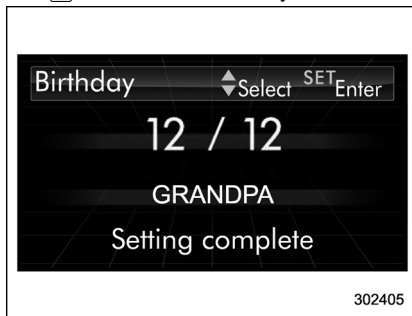 Birthday Select SET Enter
12 / 12
GRANDPA
Setting complete
302405